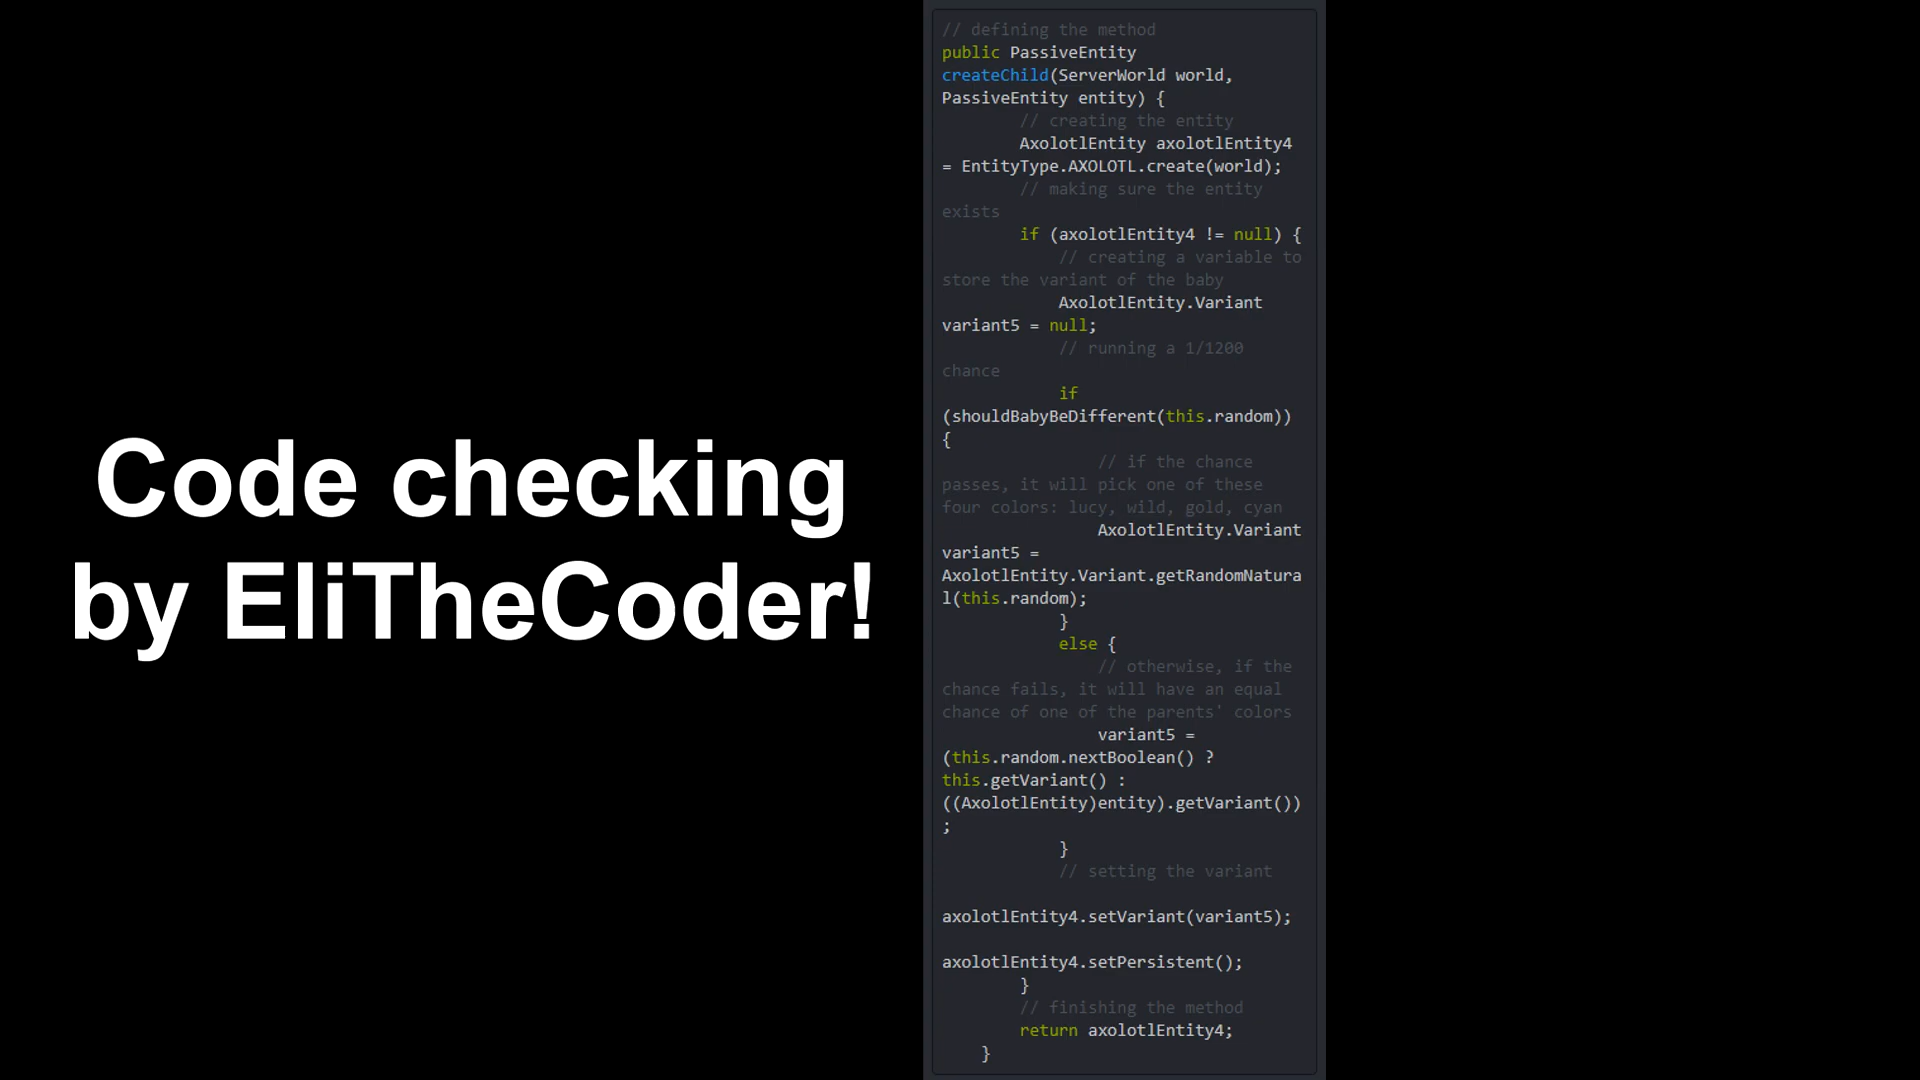 Code checking
by EliTheCoder!
// defining the method
public PassiveEntity
createChild(ServerWorld world,
PassiveEntity entity) {
// creating the entity
AxolotlEntity axolotlEntity4
= EntityType.AXOLOTL.create(world);
// making sure the entity
exists
if (axolotlEntity4 != null) {
// creating a variable to
store the variant of the baby
AxolotlEntity.Variant
variant5 = null;
// running a 1/1200
chance
if
(shouldBabyBeDifferent(this.random))
{
// if the chance
passes, it will pick one of these
four colors: lucy, wild, gold, cyan
AxolotlEntity.Variant
variant5 =
AxolotlEntity.Variant.getRandomNatura
l(this.random);
}
else {
// otherwise, if the
chance fails, it will have an equal
chance of one of the parents' colors
variant5 =
(this.random.nextBoolean() ?
this.getVariant() :
((AxolotlEntity)entity).getVariant())
;
}
// setting the variant
axolotlEntity4.setVariant(variant5);
axolotlEntity4.setPersistent();
}
// finishing the method
return axolotlEntity4;
}